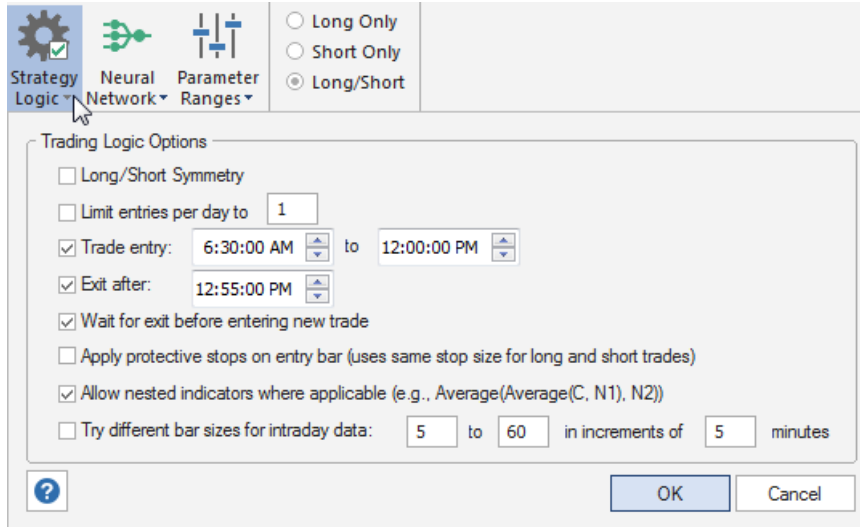 Strategy Logic
Neural Network
Parameter Ranges
Long Only
Short Only
Long/Short
Trading Logic Options
Long/Short Symmetry
Limit entries per day to 1
Trade entry: 6:30:00 AM to 12:00:00 PM
Exit after: 12:55:00 PM
Wait for exit before entering new trade
Apply protective stops on entry bar (uses same stop size for long and short trades)
Allow nested indicators where applicable (e.g., Average(Average(C, N1), N2))
Try different bar sizes for intraday data: 5 to 60 in increments of 5 minutes
? OK Cancel